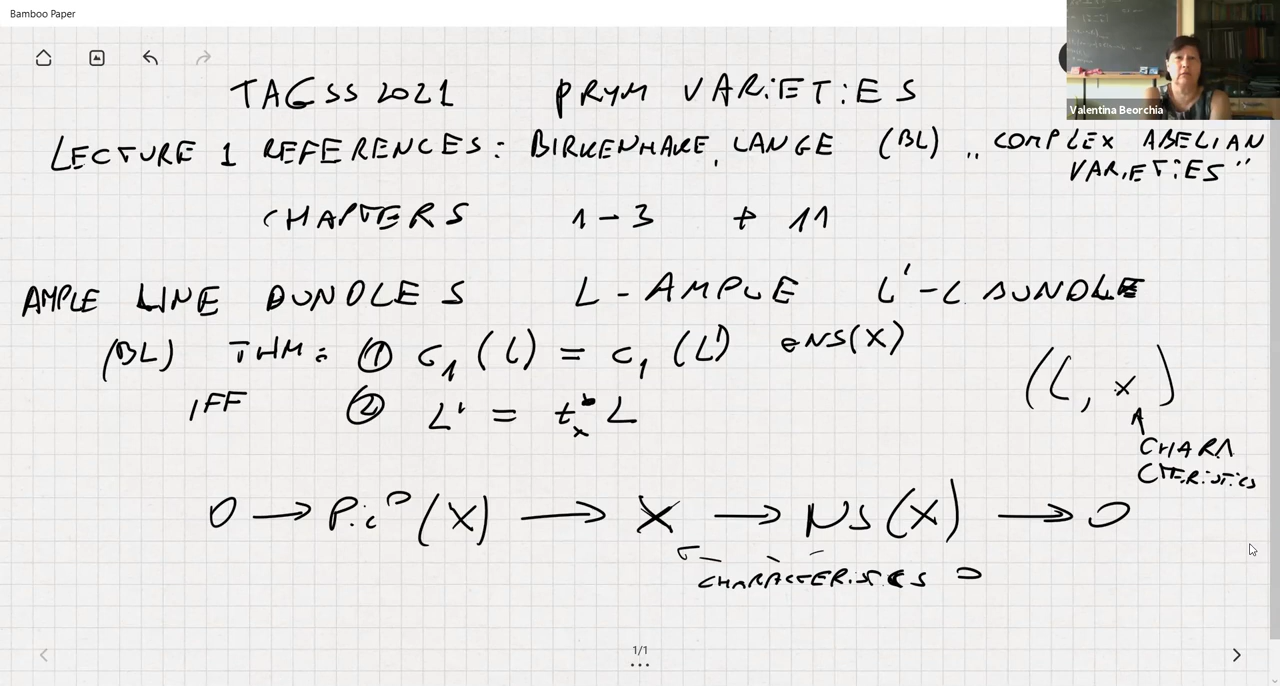 Bamboo Paper
Valentina Beorchia
TAGSS 2021 PRYM VARIETIES
LECTURE 1 REFERENCES: BIRKENHAKE, LANGE (BL) „ COMPLEX ABELIAN
VARIETIES"
CHAPTERS 1-3 + 11
AMPLE LINE BUNDLES L - AMPLE L' - L BUNDLE
(BL) THM: ① c₁(L) = c₁(L') ∈ NS(X)
IFF ② L' = t*ₓ L
(L, x)
↑
CHARA
CTERISTICS
0 → Pic⁰(X) → X → NS(X) → 0
CHARACTERISTICS 0
1/1